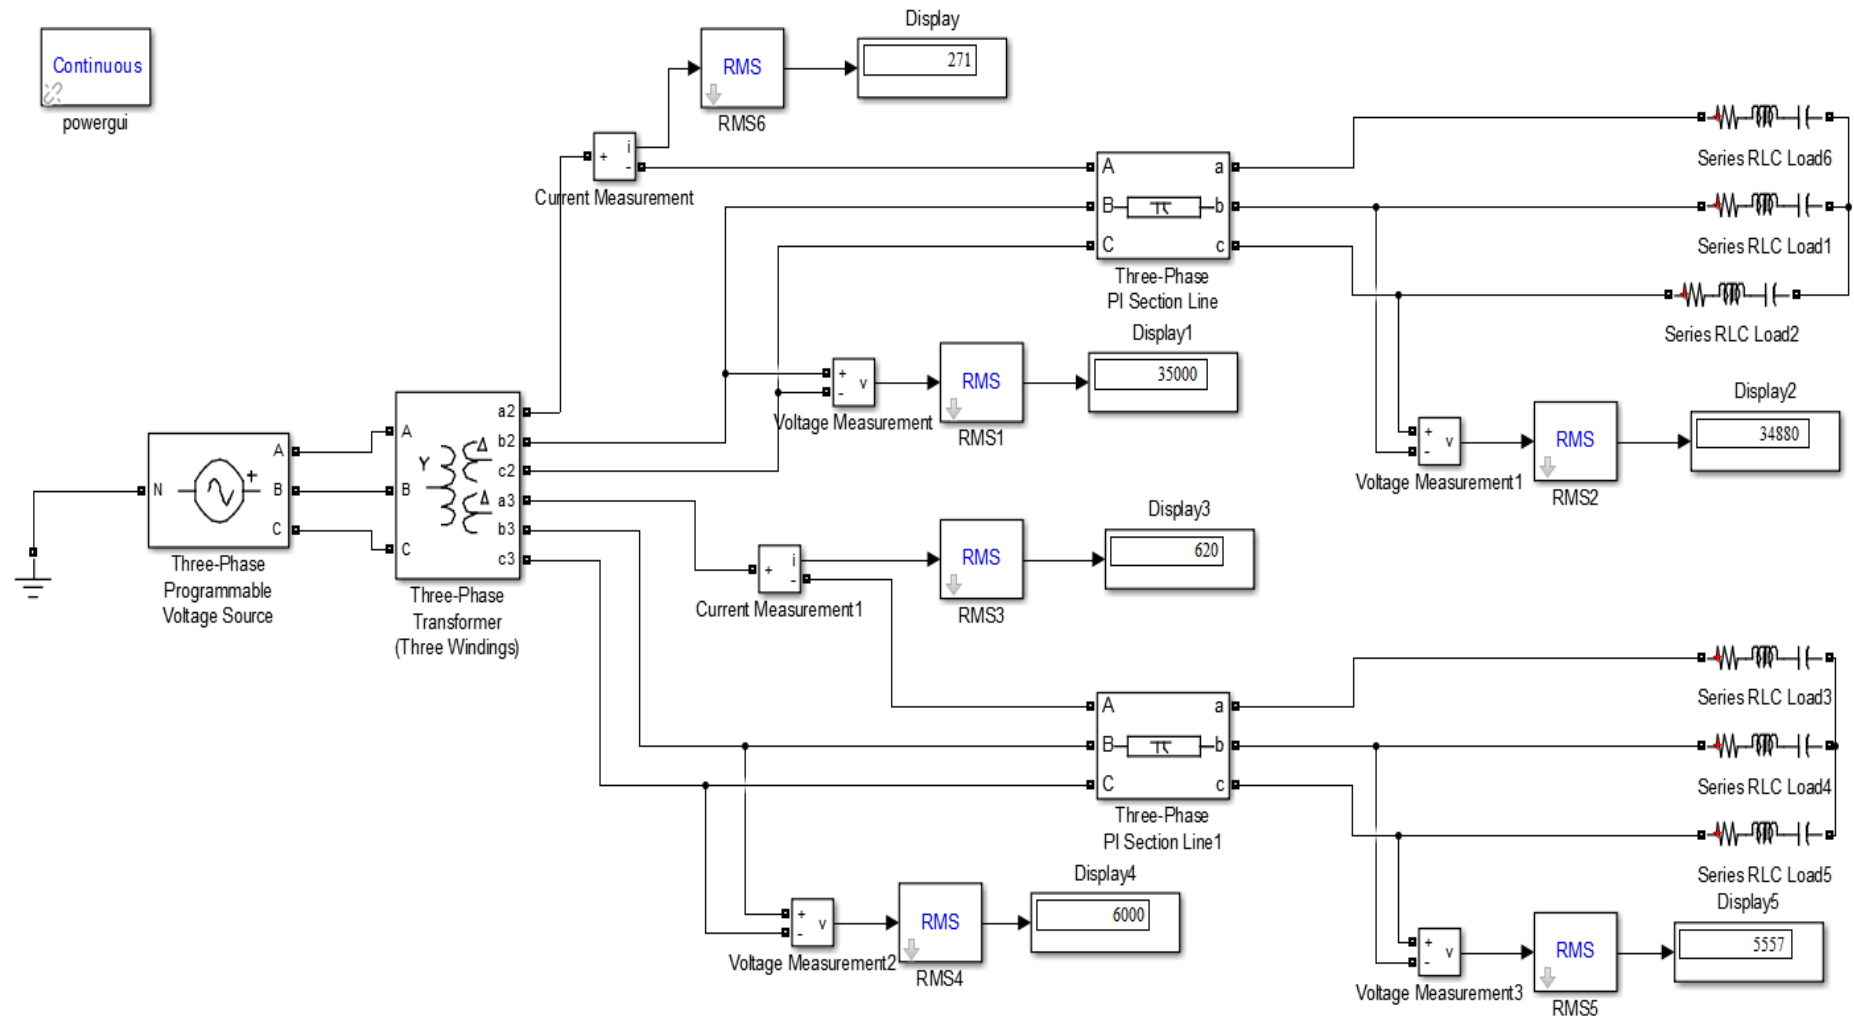 Continuous
powergui
Display
271
RMS
RMS6
i
+
-
Current Measurement
A
B
C
a
b
c
Three-Phase
PI Section Line
Series RLC Load6
Series RLC Load1
Series RLC Load2
Display1
35000
+
-
v
RMS
Voltage Measurement
RMS1
Display2
34880
+
-
v
RMS
Voltage Measurement1
RMS2
N
+
A
B
C
Three-Phase
Programmable
Voltage Source
A
B
C
Y
Δ
Δ
a2
b2
c2
a3
b3
c3
Three-Phase
Transformer
(Three Windings)
Display3
620
i
+
-
RMS
Current Measurement1
RMS3
A
B
C
a
b
c
Three-Phase
PI Section Line1
Series RLC Load3
Series RLC Load4
Series RLC Load5
Display4
6000
+
-
v
RMS
Voltage Measurement2
RMS4
Display5
5557
+
-
v
RMS
Voltage Measurement3
RMS5